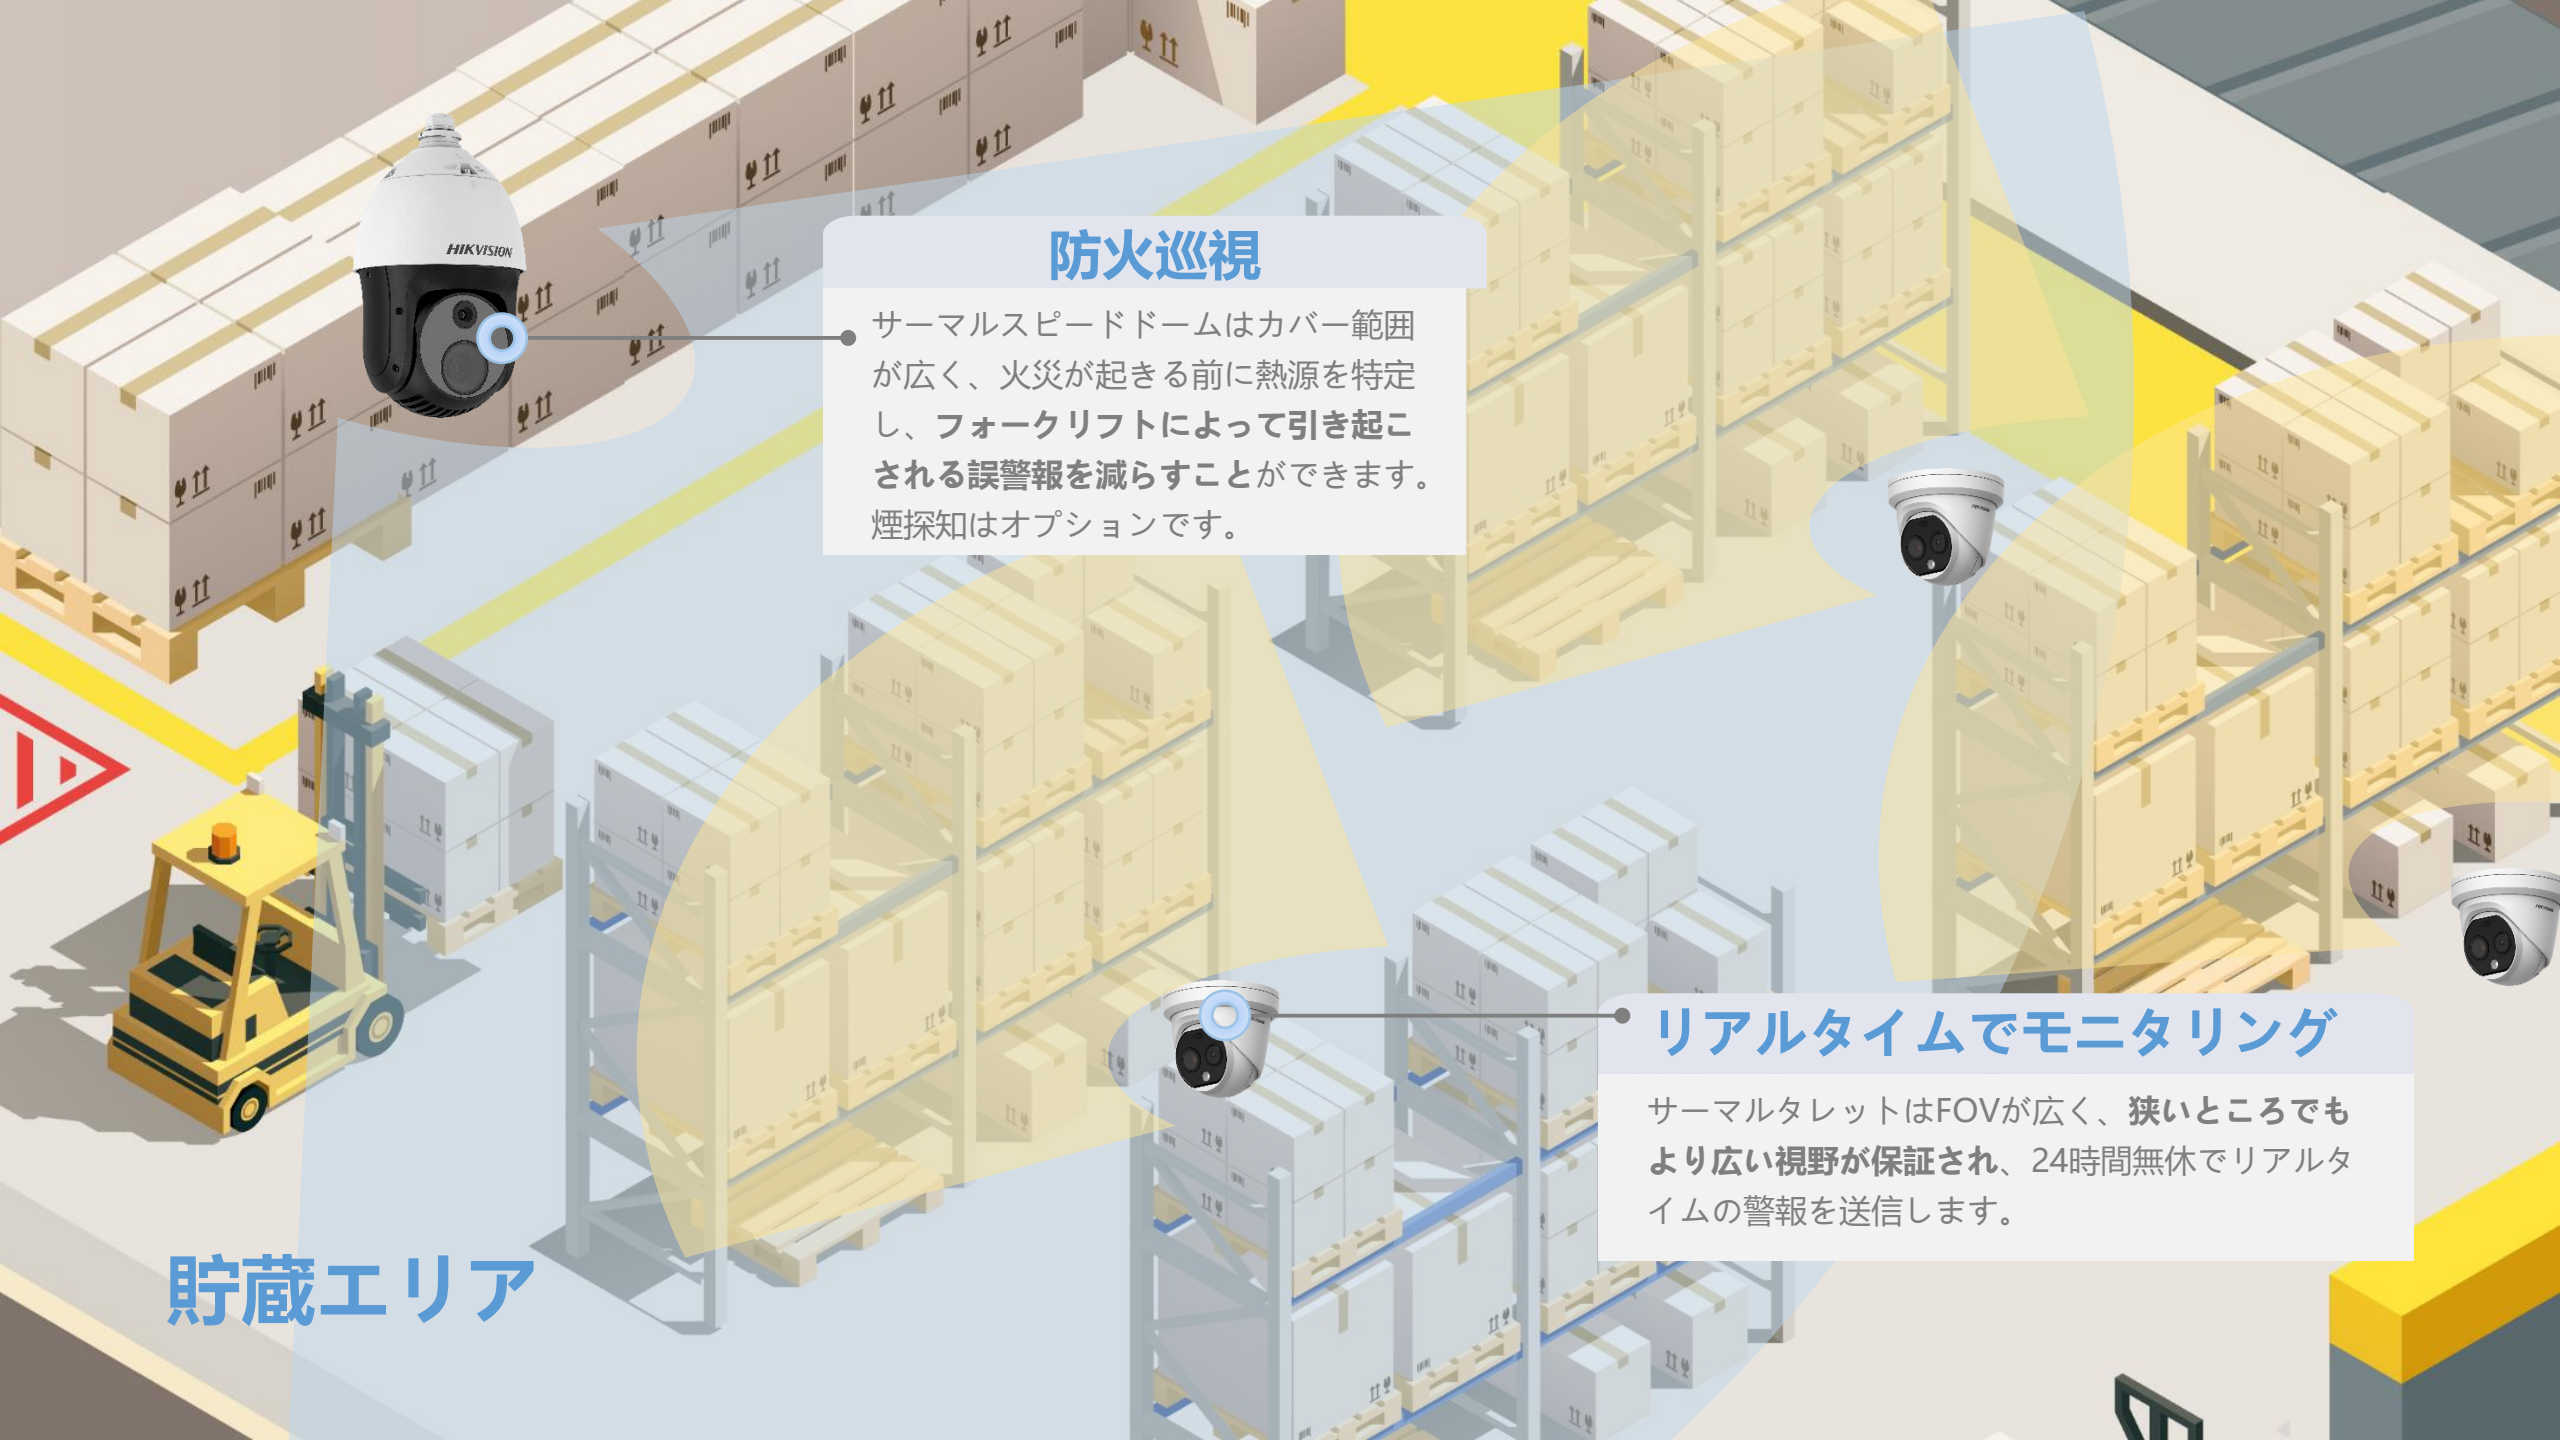 HIKVISION
防火巡視
サーマルスピードドームはカバー範囲
が広く、火災が起きる前に熱源を特定
し、フォークリフトによって引き起こ
される誤警報を減らすことができます。
煙探知はオプションです。
リアルタイムでモニタリング
サーマルタレットはFOVが広く、狭いところでも
より広い視野が保証され、24時間無休でリアルタ
イムの警報を送信します。
貯蔵エリア